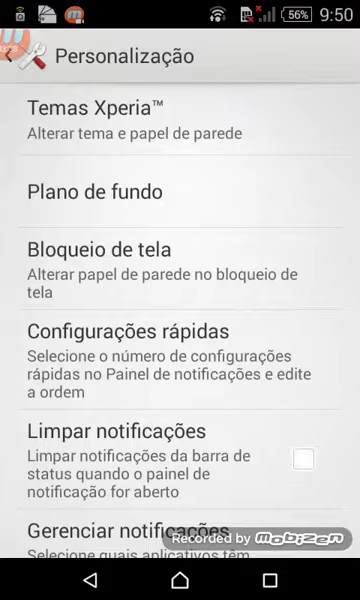 56% 9:50
Personalização
Temas Xperia™
Alterar tema e papel de parede
Plano de fundo
Bloqueio de tela
Alterar papel de parede no bloqueio de
tela
Configurações rápidas
Selecione o número de configurações
rápidas no Painel de notificações e edite
a ordem
Limpar notificações
Limpar notificações da barra de
status quando o painel de
notificação for aberto
Gerenciar notificações
Recorded by Mobizen
Selecione quais aplicativos têm